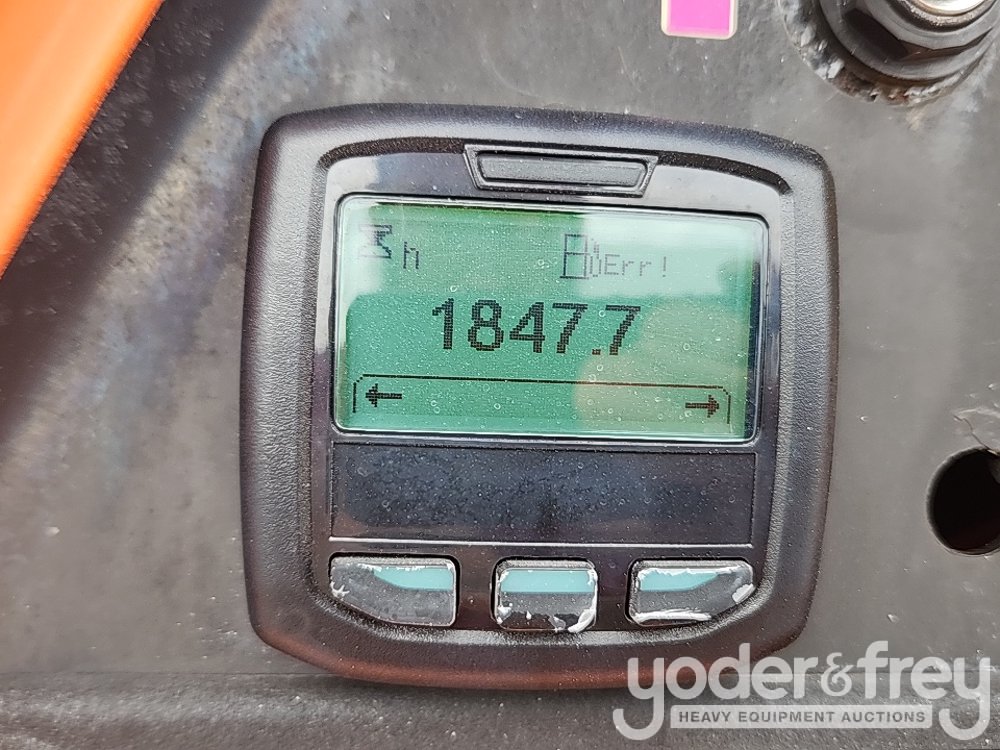 h Err!
1847.7
yoder&frey
HEAVY EQUIPMENT AUCTIONS